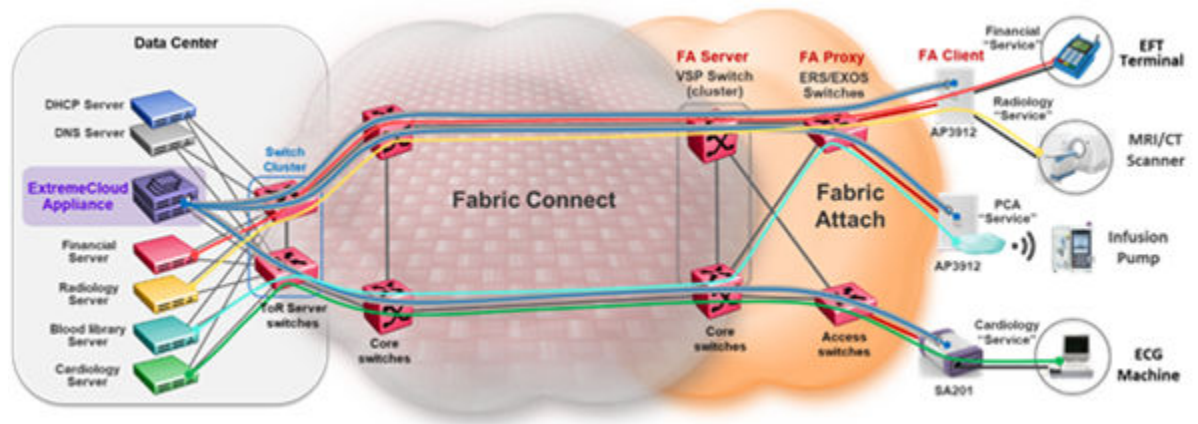 Data Center
DHCP Server
DNS Server
ExtremeCloud
Appliance
Financial
Server
Radiology
Server
Blood library
Server
Cardiology
Server
Switch
Cluster
ToR Server
switches
Core
switches
Fabric Connect
FA Server
VSP Switch
(cluster)
Core
switches
FA Proxy
ERS/EXOS
Switches
Fabric
Attach
Access
switches
FA Client
AP3912
AP3912
SA201
Financial
"Service"
EFT
Terminal
Radiology
"Service"
MRI/CT
Scanner
PCA
"Service"
Infusion
Pump
Cardiology
"Service"
ECG
Machine